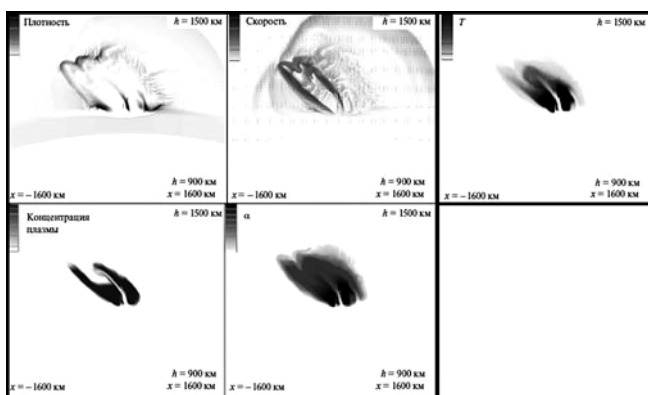 Плотность
h = 1500 км
h = 900 км
x = −1600 км
x = 1600 км
Скорость
h = 1500 км
h = 900 км
x = −1600 км
x = 1600 км
T
h = 1500 км
h = 900 км
x = −1600 км
x = 1600 км
Концентрация
плазмы
h = 1500 км
h = 900 км
x = −1600 км
x = 1600 км
α
h = 1500 км
h = 900 км
x = −1600 км
x = 1600 км